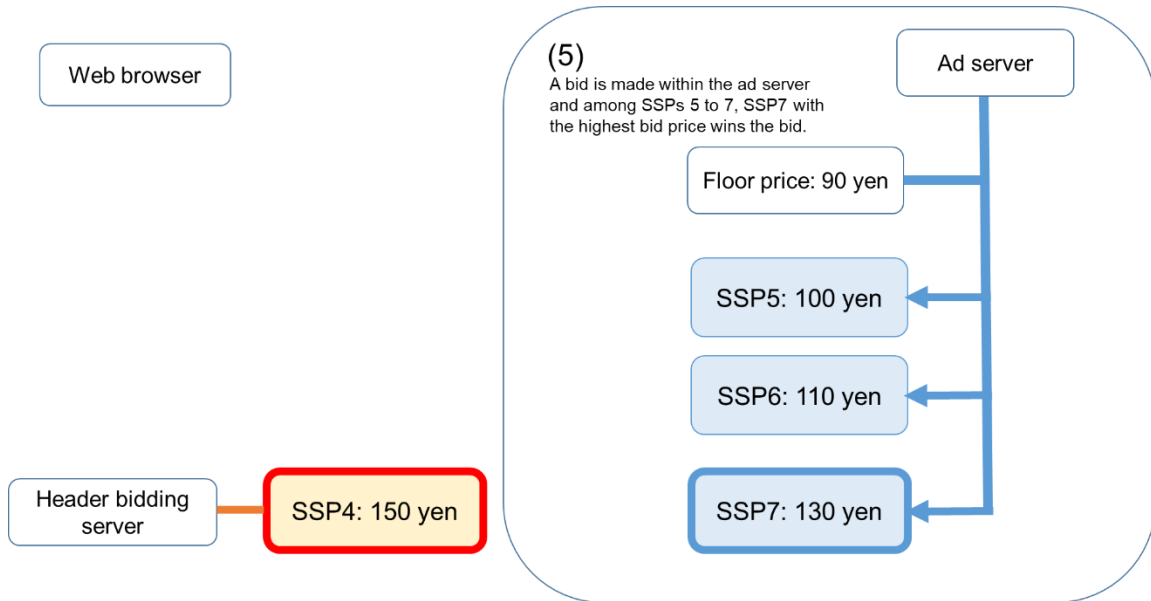 Web browser
(5)
A bid is made within the ad server
and among SSPs 5 to 7, SSP7 with
the highest bid price wins the bid.
Ad server
Floor price: 90 yen
SSP5: 100 yen
SSP6: 110 yen
Header bidding
server
SSP4: 150 yen
SSP7: 130 yen